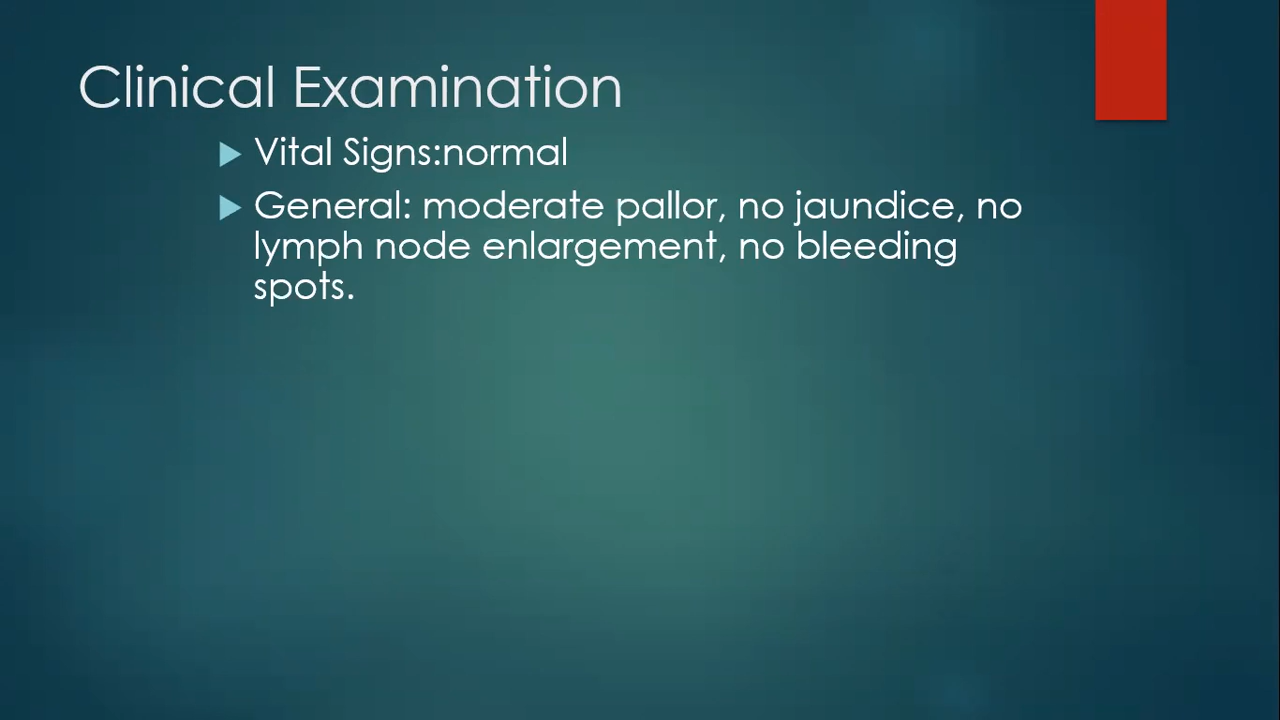 Clinical Examination
Vital Signs:normal
General: moderate pallor, no jaundice, no
lymph node enlargement, no bleeding
spots.